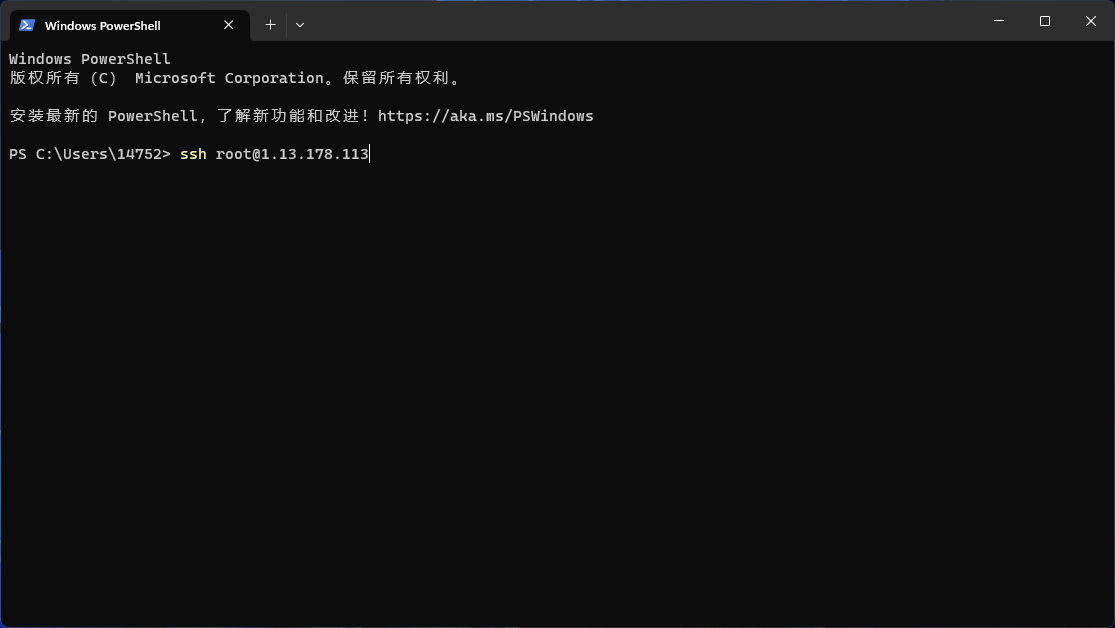 Windows PowerShell
Windows PowerShell
版权所有 (C) Microsoft Corporation。保留所有权利。
安装最新的 PowerShell，了解新功能和改进！https://aka.ms/PSWindows
PS C:\Users\14752> ssh root@1.13.178.113